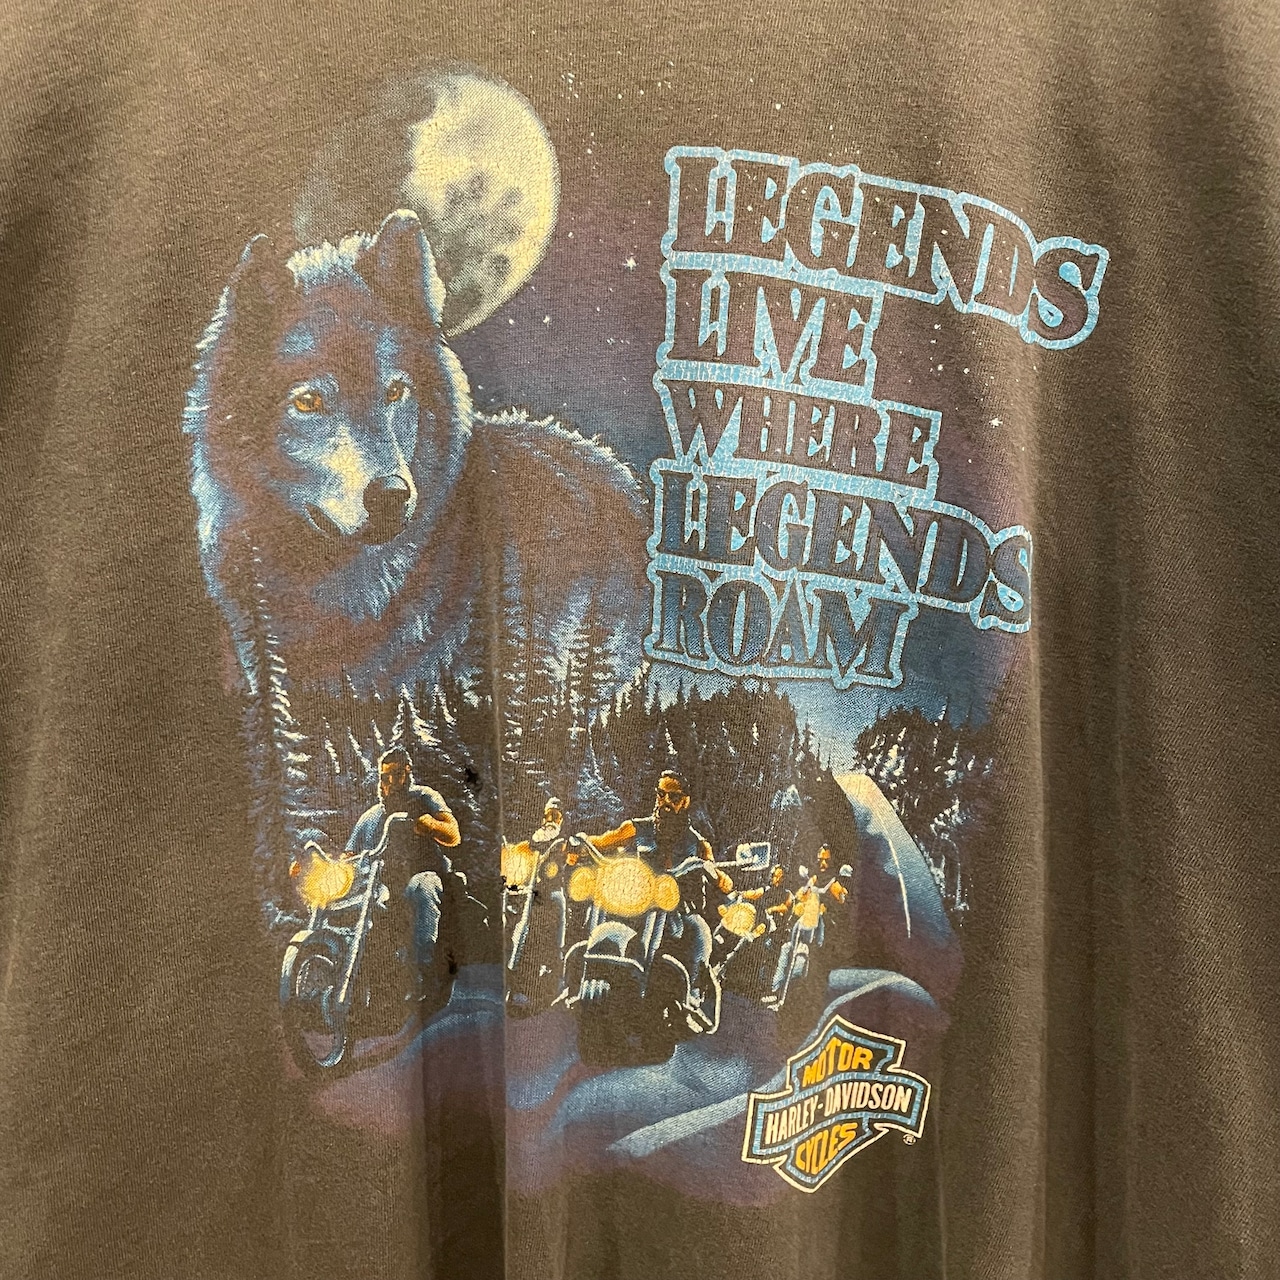 LEGENDS
LIVE
WHERE
LEGENDS
ROAM
MOTOR
HARLEY-DAVIDSON
CYCLES
®